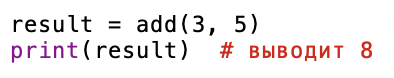 result = add(3, 5)
print(result)  # выводит 8